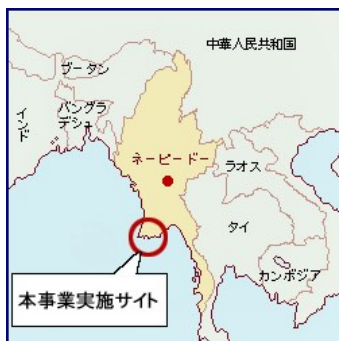 中華人民共和国
ブータン
バングラ
デシュ
インド
ネーピードー
ラオス
タイ
カンボジア
本事業実施サイト